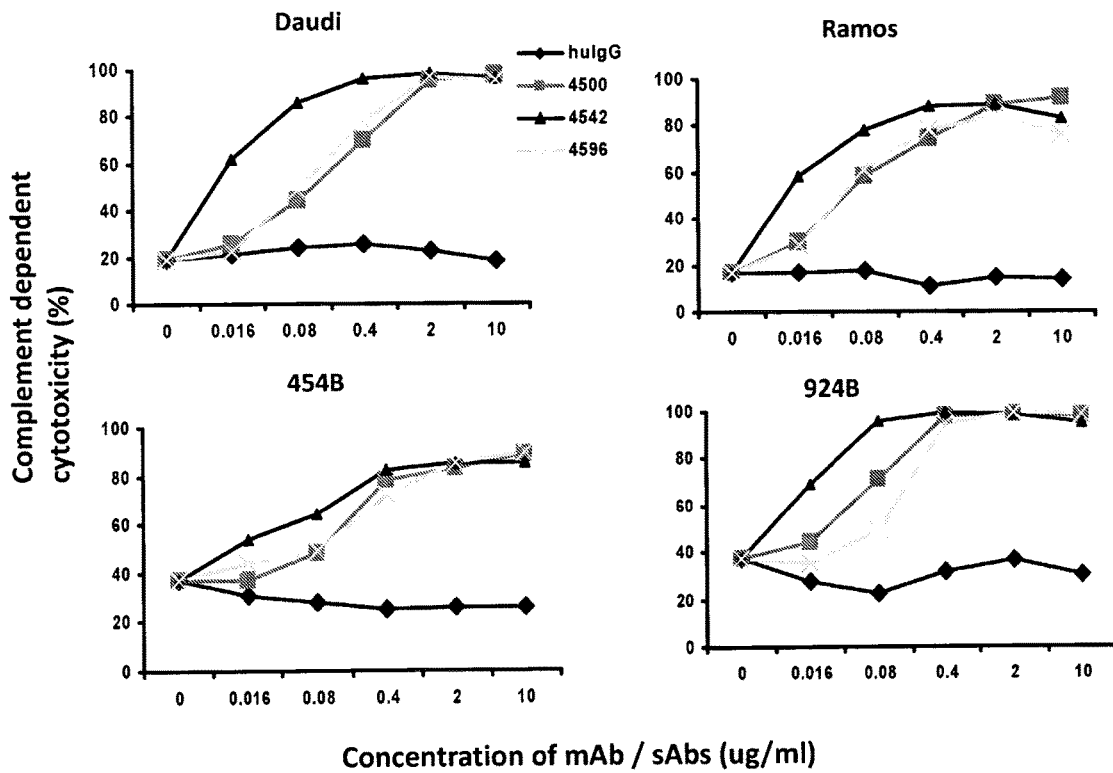 Daudi
Ramos
huIgG
4500
4542
4596
Complement dependent
cytotoxicity (%)
100
80
60
40
20
0
0 0.016 0.08 0.4 2 10
100
80
60
40
20
0
0 0.016 0.08 0.4 2 10
454B
924B
100
80
60
40
20
0
0 0.016 0.08 0.4 2 10
100
80
60
40
20
0
0 0.016 0.08 0.4 2 10
Concentration of mAb / sAbs (ug/ml)